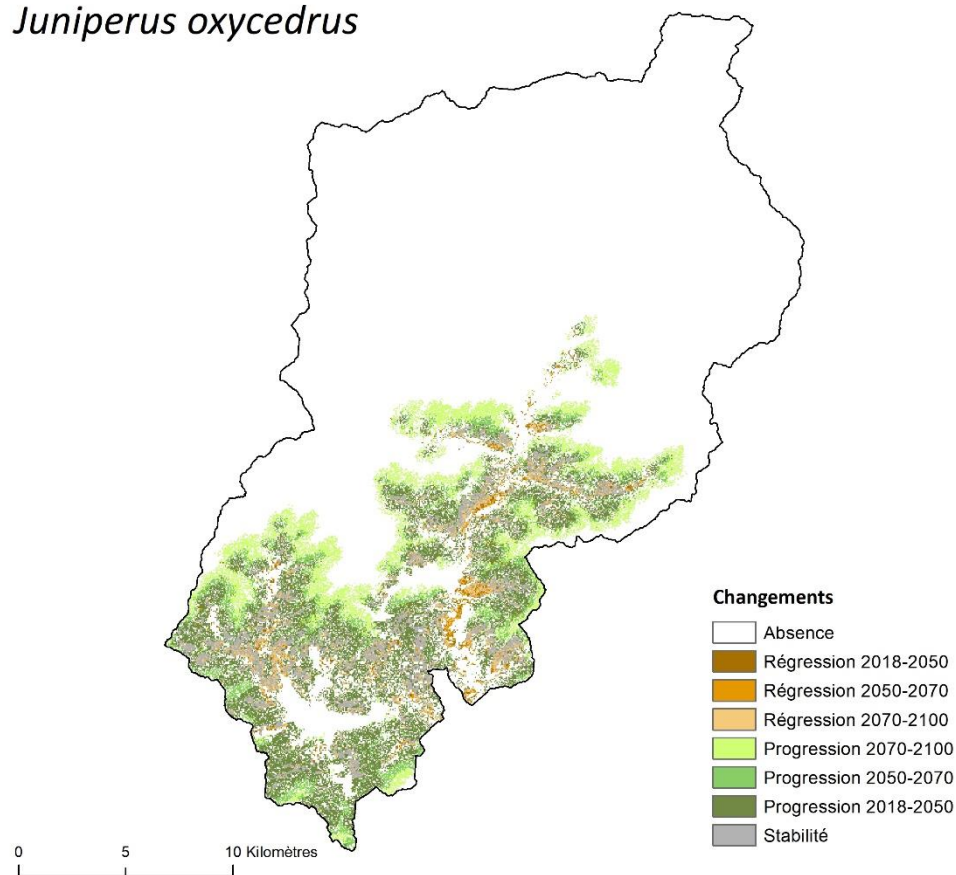 Juniperus oxycedrus
Changements
Absence
Régression 2018-2050
Régression 2050-2070
Régression 2070-2100
Progression 2070-2100
Progression 2050-2070
Progression 2018-2050
Stabilité
0 5 10 Kilomètres